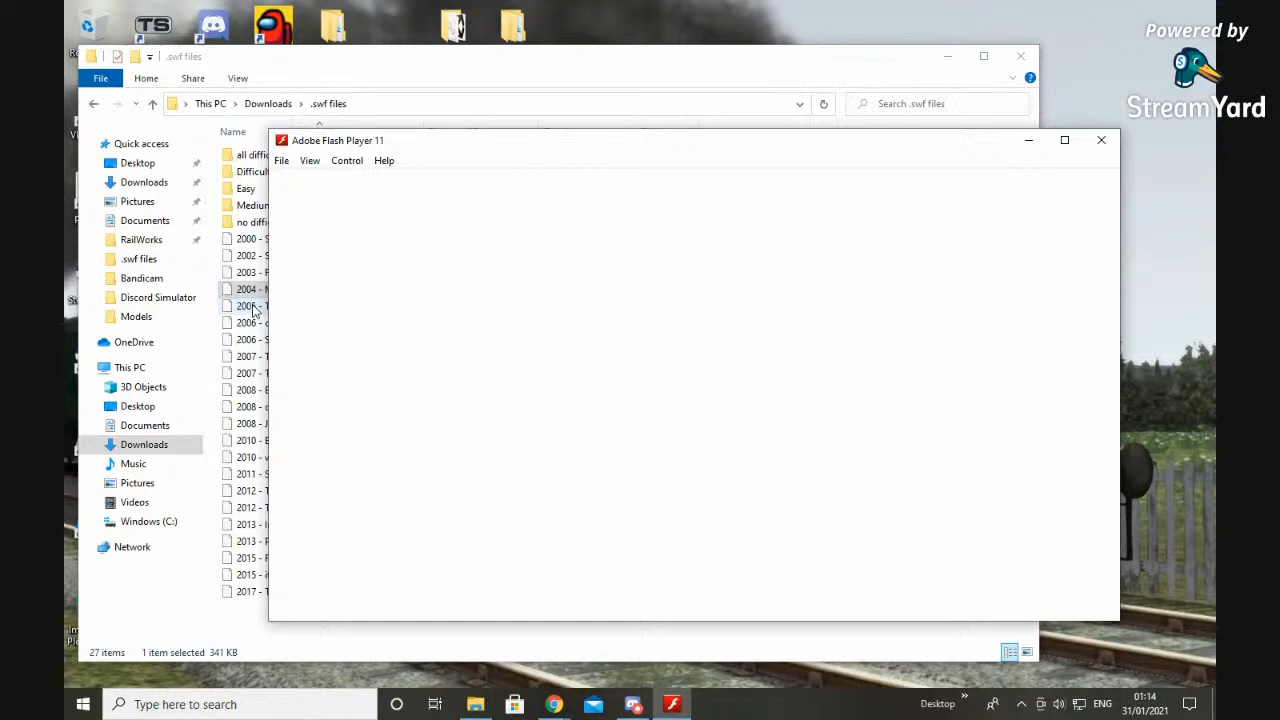 Powered by
StreamYard
TS
.swf files
File Home Share View
This PC Downloads .swf files
Search .swf files
Name
Quick access
Desktop
Downloads
Pictures
Documents
RailWorks
.swf files
Bandicam
Discord Simulator
Models
OneDrive
This PC
3D Objects
Desktop
Documents
Downloads
Music
Pictures
Videos
Windows (C:)
Network
all diffic
Difficul
Easy
Medium
no diffi
2000 - S
2002 - S
2003 - F
2004 - N
2005 - T
2006 -
2006 - S
2007 - T
2007 - T
2008 -
2008 -
2008 - J
2010 -
2010 -
2011 - S
2012 - T
2012 - T
2013 -
2013 -
2015 -
2015 -
2017 - T
Adobe Flash Player 11
File View Control Help
27 items 1 item selected 341 KB
Type here to search
Desktop
ENG
01:14
31/01/2021